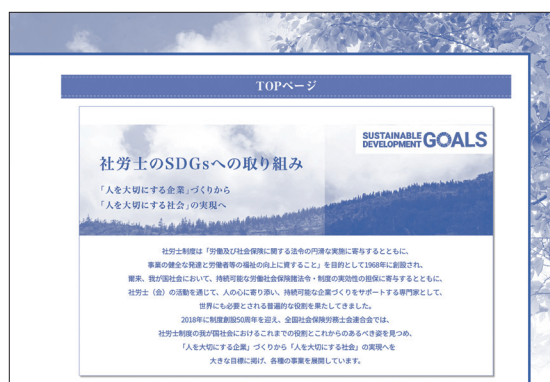 TOPページ
SUSTAINABLE
DEVELOPMENT GOALS
社労士のSDGsへの取り組み
「人を大切にする企業」づくりから
「人を大切にする社会」の実現へ
社労士制度は「労働及び社会保険に関する法令の円滑な実施に寄与するとともに、
事業の健全な発達と労働者等の福祉の向上に資すること」を目的として1968年に創設され、
爾来、我が国社会において、持続可能な労働社会保険諸法令・制度の実効性の担保に寄与するとともに、
社労士（会）の活動を通じて、人の心に寄り添い、持続可能な企業づくりをサポートする専門家として、
世界にも必要とされる普遍的な役割を果たしてきました。
2018年に制度創設50周年を迎え、全国社会保険労務士会連合会では、
社労士制度の我が国社会におけるこれまでの役割とこれからのあるべき姿を見つめ、
「人を大切にする企業」づくりから「人を大切にする社会」の実現へを
大きな目標に掲げ、各種の事業を展開しています。